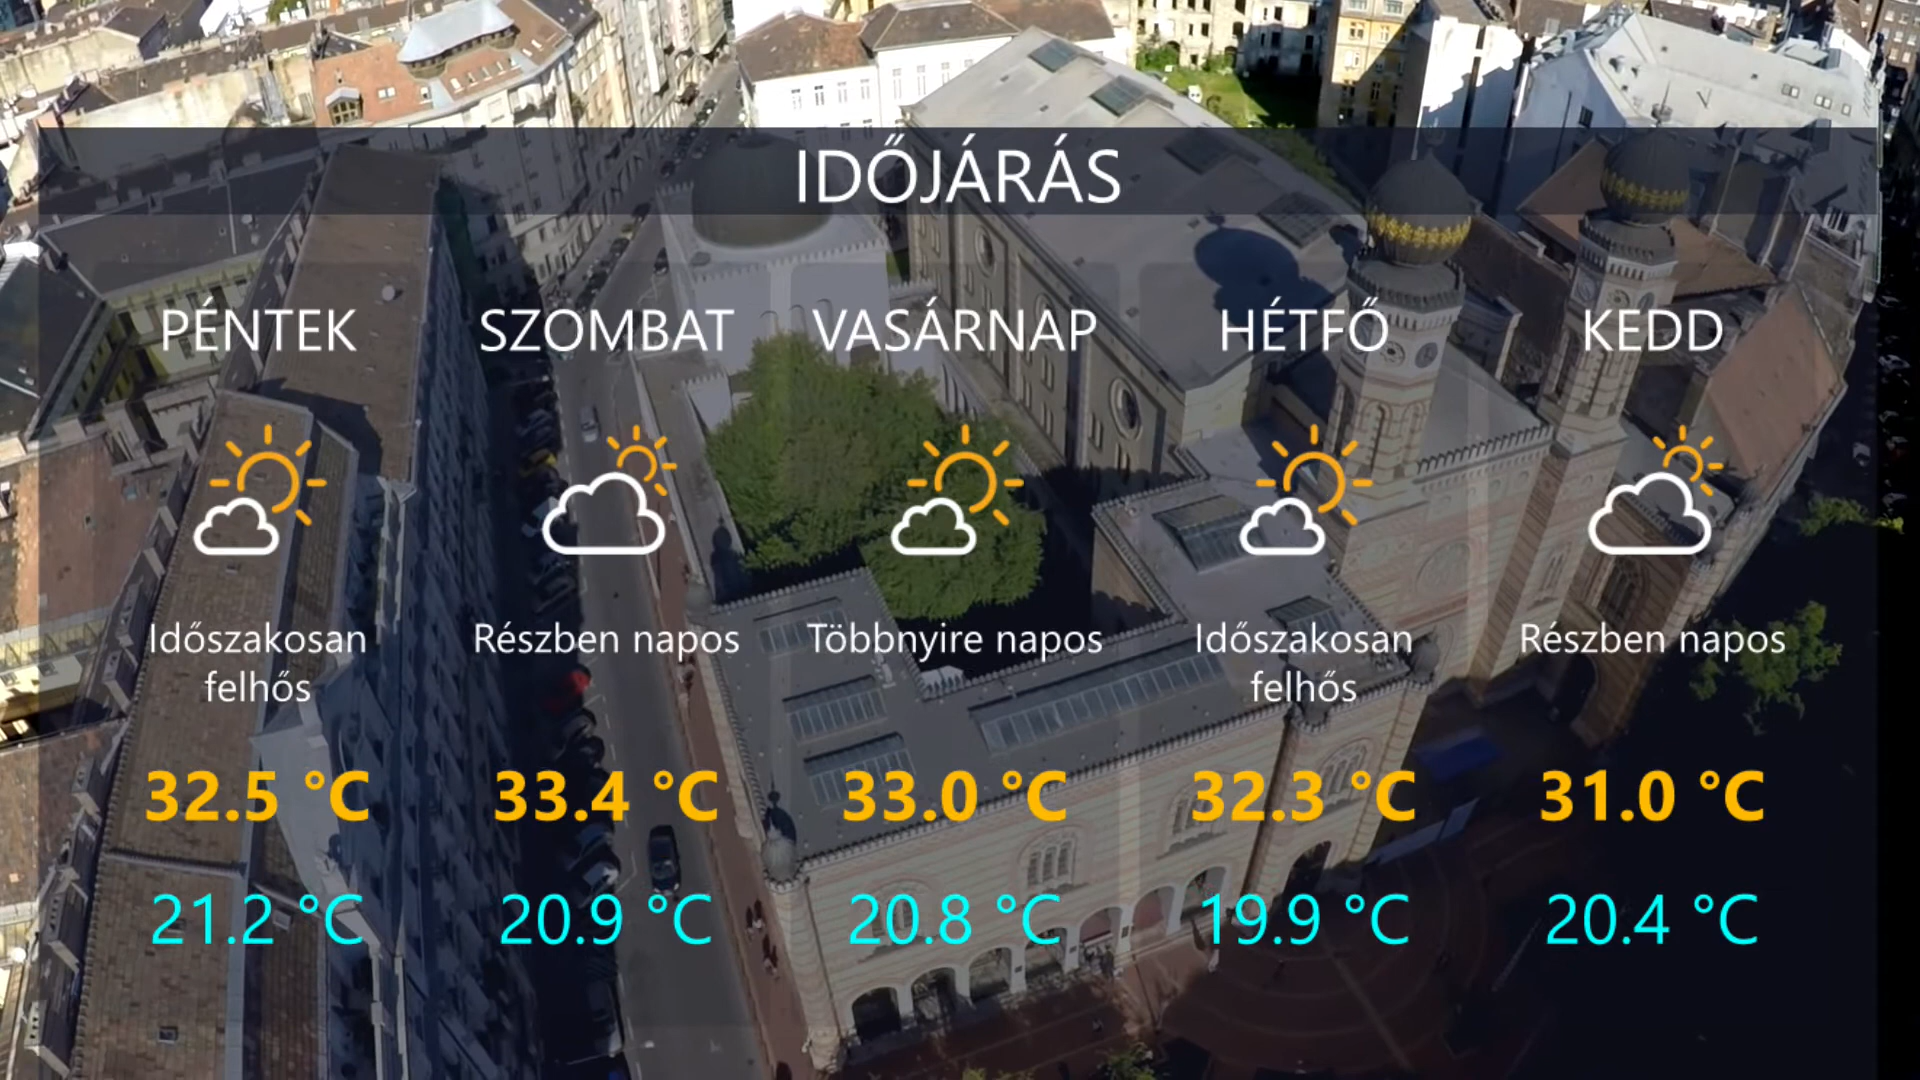 IDŐJÁRÁS
PÉNTEK
SZOMBAT
VASÁRNAP
HÉTFŐ
KEDD
Időszakosan
felhős
Részben napos
Többnyire napos
Időszakosan
felhős
Részben napos
32.5 °C
33.4 °C
33.0 °C
32.3 °C
31.0 °C
21.2 °C
20.9 °C
20.8 °C
19.9 °C
20.4 °C